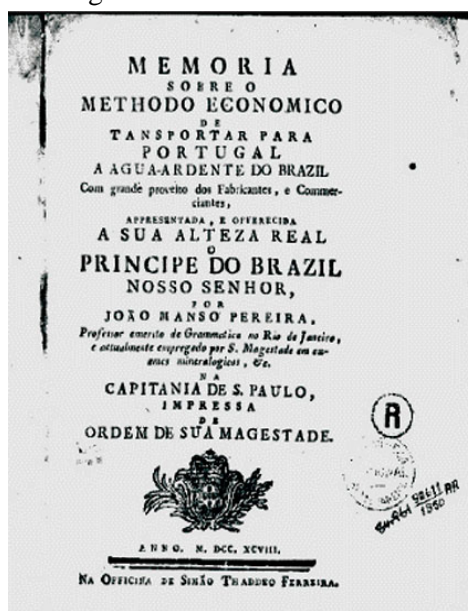 MEMORIA
SOBRE O
METHODO ECONOMICO
DE
TANSPORTAR PARA
PORTUGAL
A AGUA-ARDENTE DO BRAZIL
Com grande proveito dos Fabricantes, e Commer-
ciantes,
APPRESENTADA, E OFFERECIDA
A SUA ALTEZA REAL
O
PRINCIPE DO BRAZIL
NOSSO SENHOR,
POR
JOÃO MANSO PEREIRA,
Professor emerito de Grammatica no Rio de Janeiro,
e actualmente empregado por S. Magestade em exa-
mes mineralogicos, &c.
NA
CAPITANIA DE S. PAULO,
IMPRESSA
DE
ORDEM DE SUA MAGESTADE.
R
1950
ANNO. M. DCC. XCVIII.
NA OFFICINA DE SIMÃO THADDEO FERREIRA.